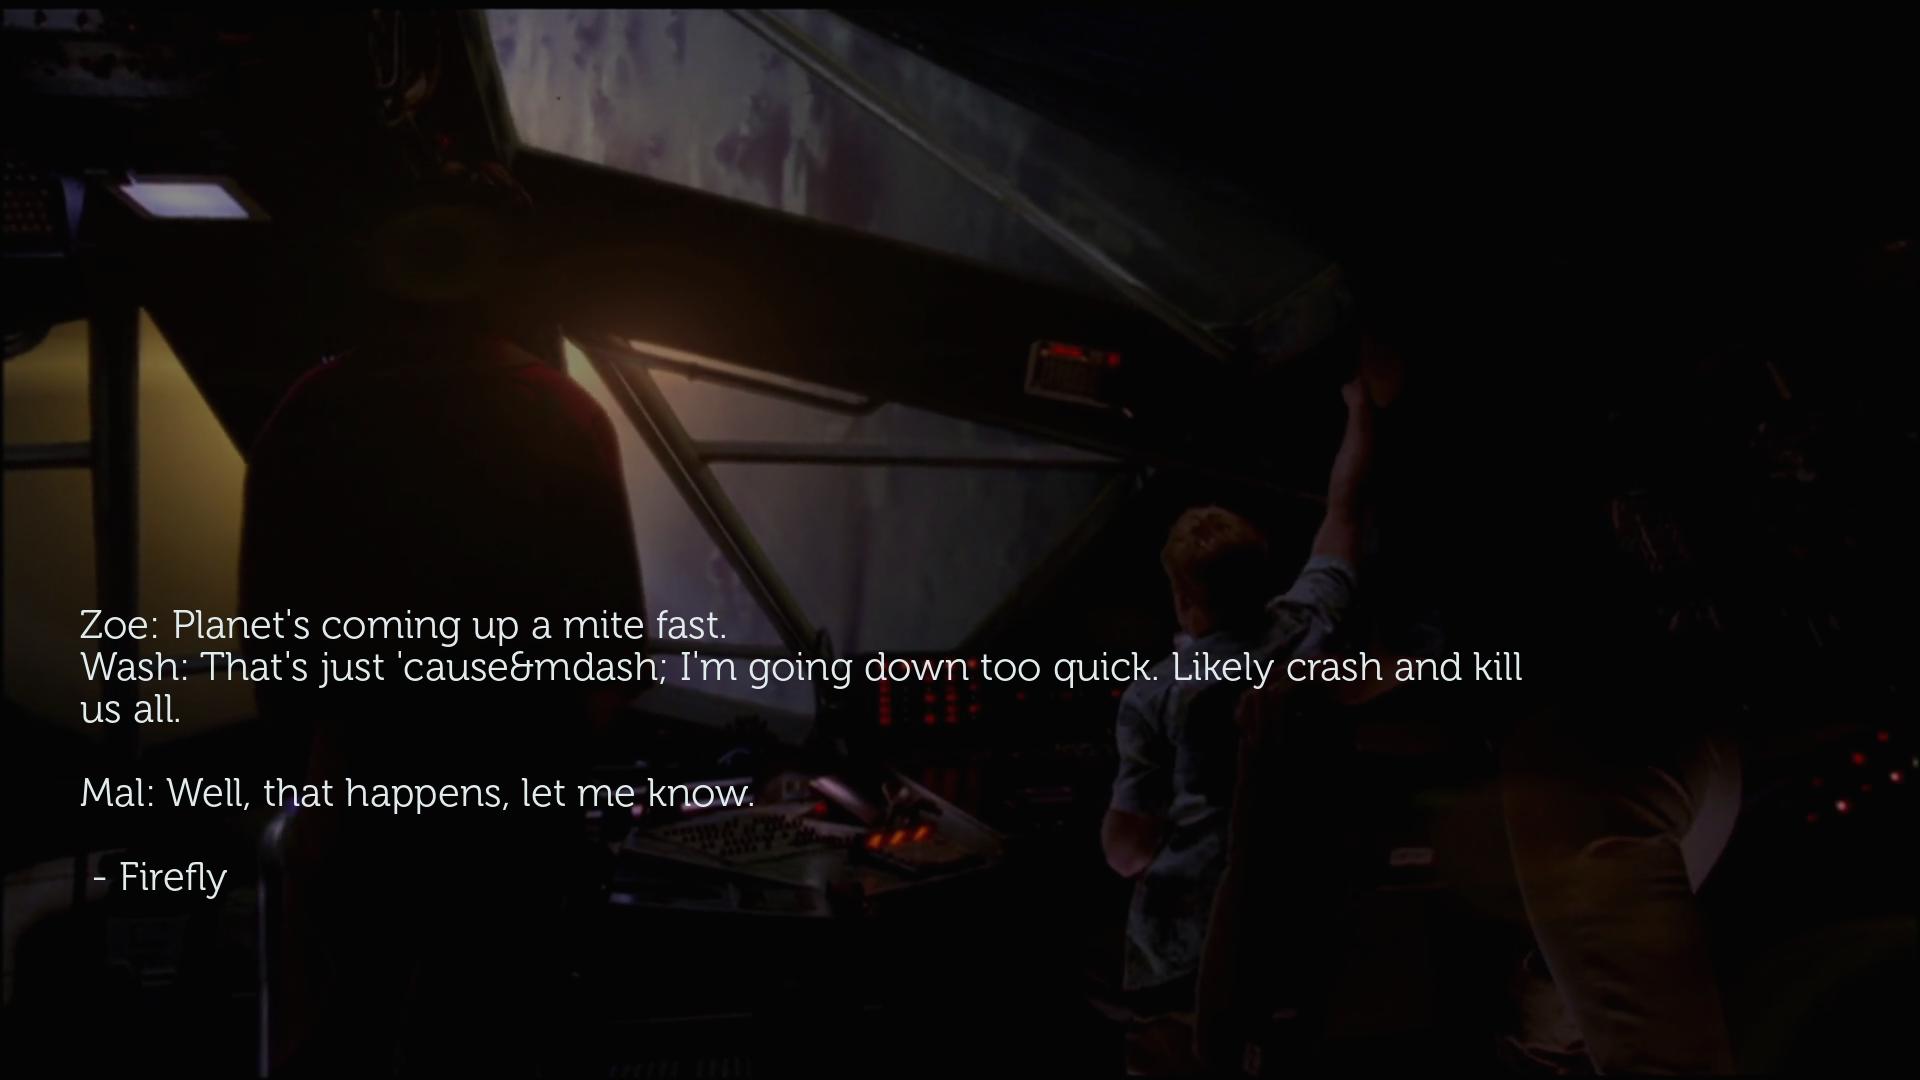 Zoe: Planet's coming up a mite fast.
Wash: That's just 'cause&mdash; I'm going down too quick. Likely crash and kill
us all.
Mal: Well, that happens, let me know.
- Firefly